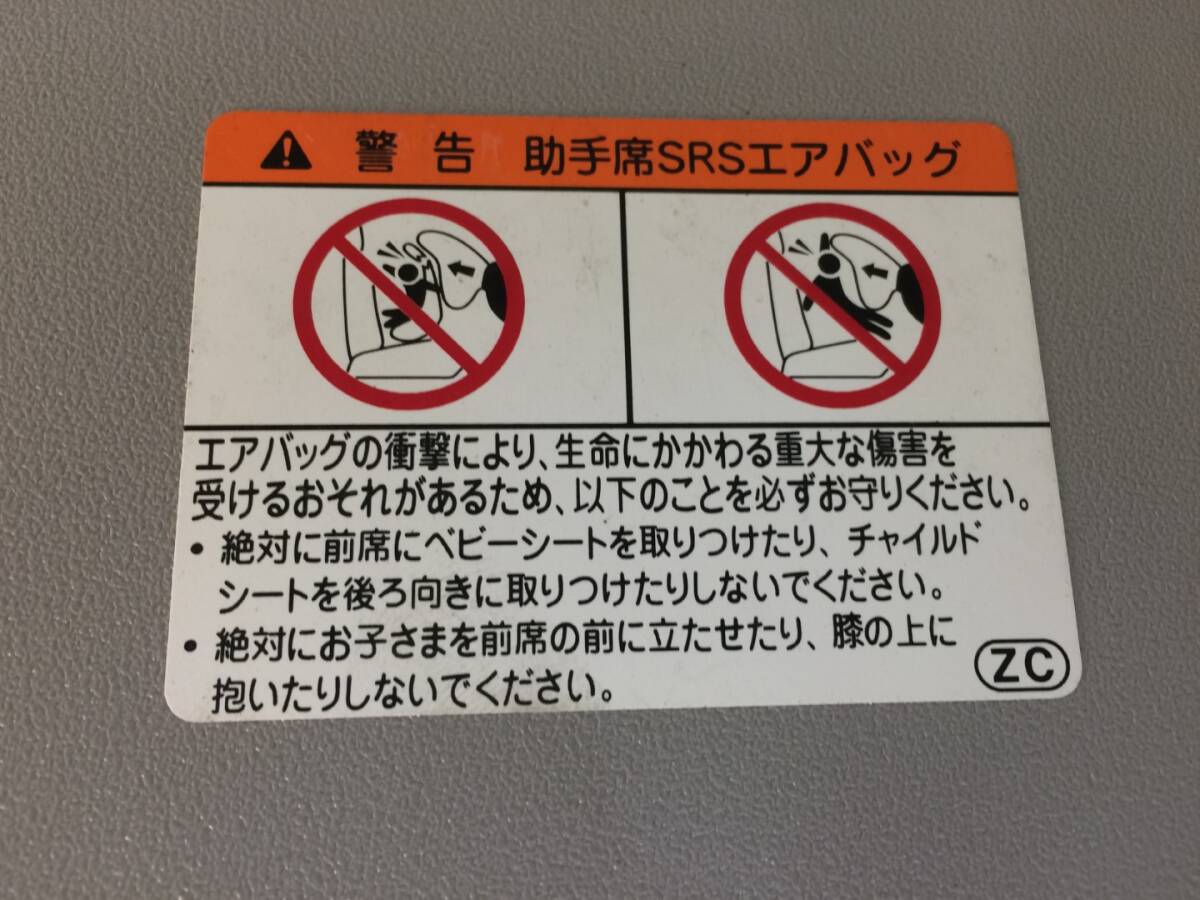 警告 助手席SRSエアバッグ
エアバッグの衝撃により、生命にかかわる重大な傷害を
受けるおそれがあるため、以下のことを必ずお守りください。
• 絶対に前席にベビーシートを取りつけたり、チャイルド
シートを後ろ向きに取りつけたりしないでください。
• 絶対にお子さまを前席の前に立たせたり、膝の上に
抱いたりしないでください。
ZC